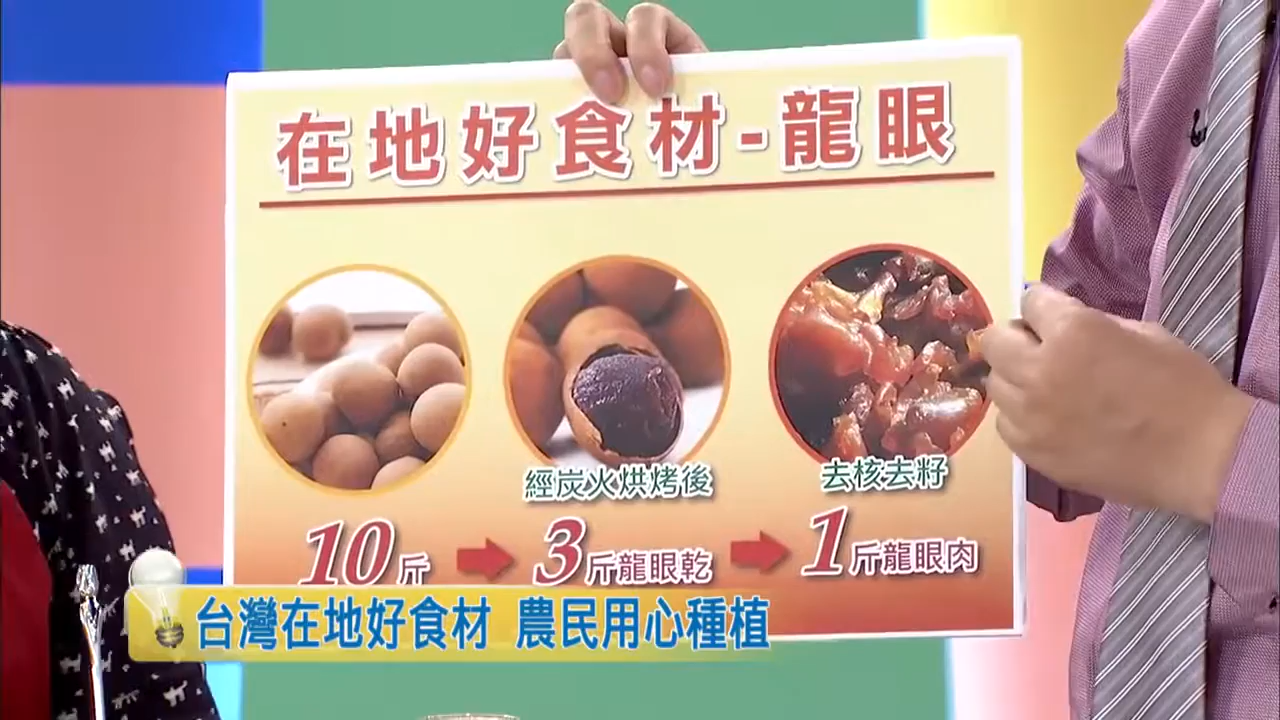 在地好食材-龍眼
經炭火烘烤後
去核去籽
10斤
3斤龍眼乾
1斤龍眼肉
台灣在地好食材 農民用心種植